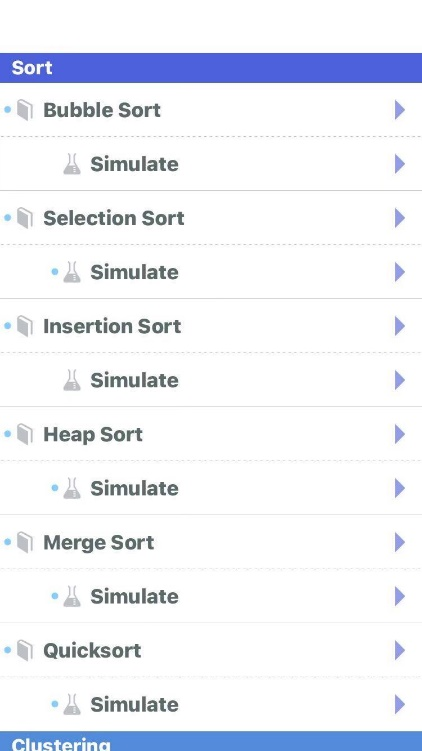 Sort
Bubble Sort
Simulate
Selection Sort
Simulate
Insertion Sort
Simulate
Heap Sort
Simulate
Merge Sort
Simulate
Quicksort
Simulate
Clustering